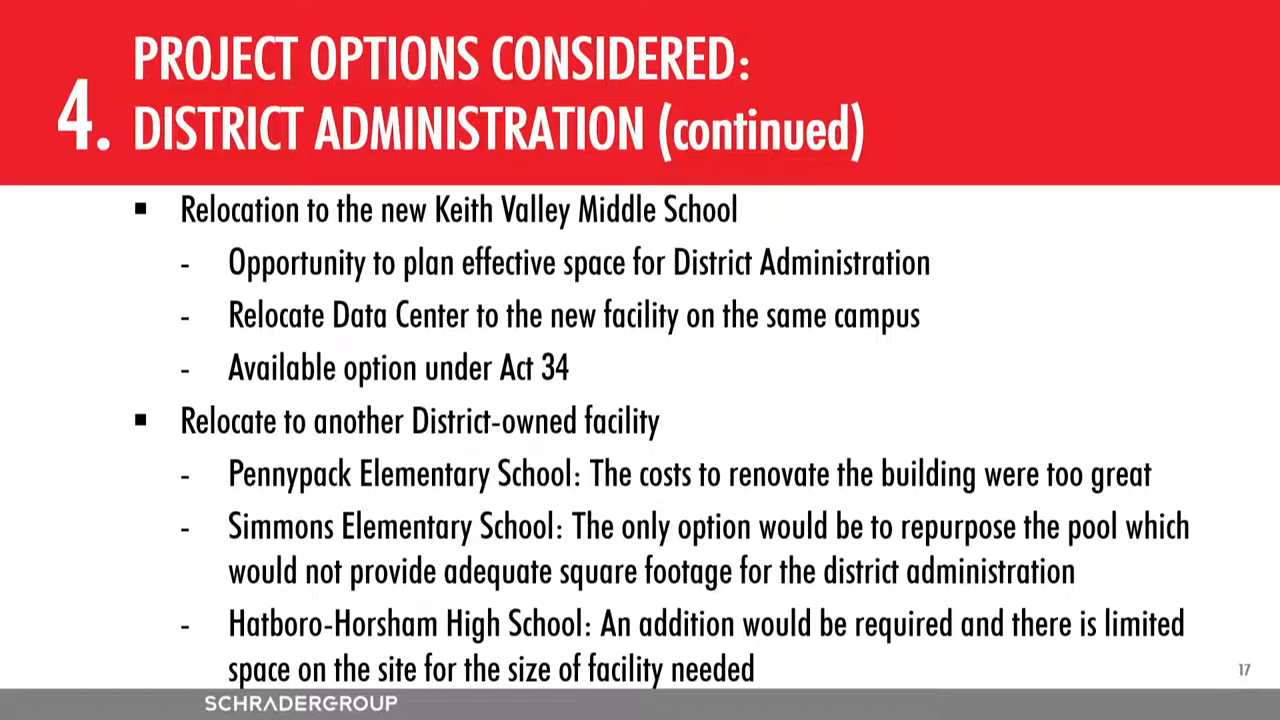 PROJECT OPTIONS CONSIDERED:
4. DISTRICT ADMINISTRATION (continued)
▪ Relocation to the new Keith Valley Middle School
- Opportunity to plan effective space for District Administration
- Relocate Data Center to the new facility on the same campus
- Available option under Act 34
▪ Relocate to another District-owned facility
- Pennypack Elementary School: The costs to renovate the building were too great
- Simmons Elementary School: The only option would be to repurpose the pool which
would not provide adequate square footage for the district administration
- Hatboro-Horsham High School: An addition would be required and there is limited
space on the site for the size of facility needed
17
SCHRADERGROUP